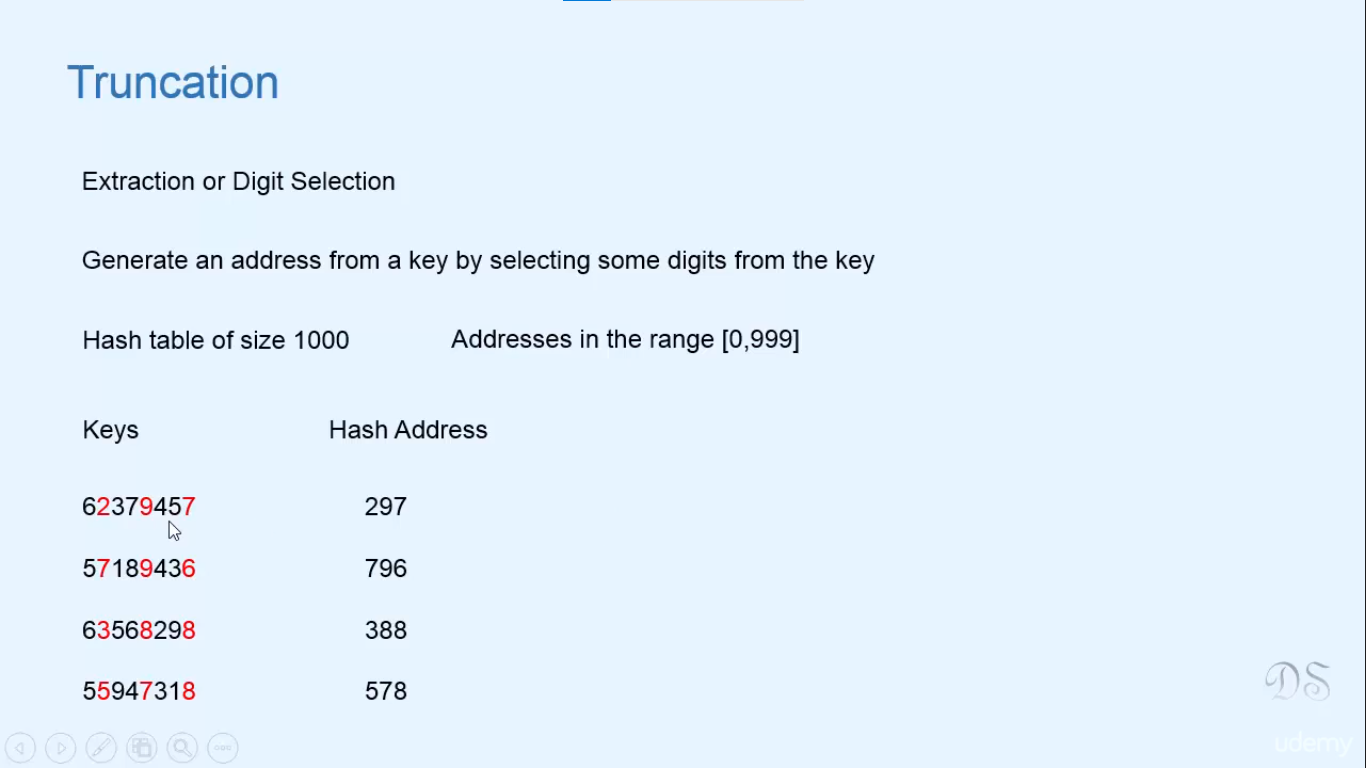 Truncation
Extraction or Digit Selection
Generate an address from a key by selecting some digits from the key
Hash table of size 1000 Addresses in the range [0,999]
Keys Hash Address
62379457 297
57189436 796
63568298 388
55947318 578
DS
udemy